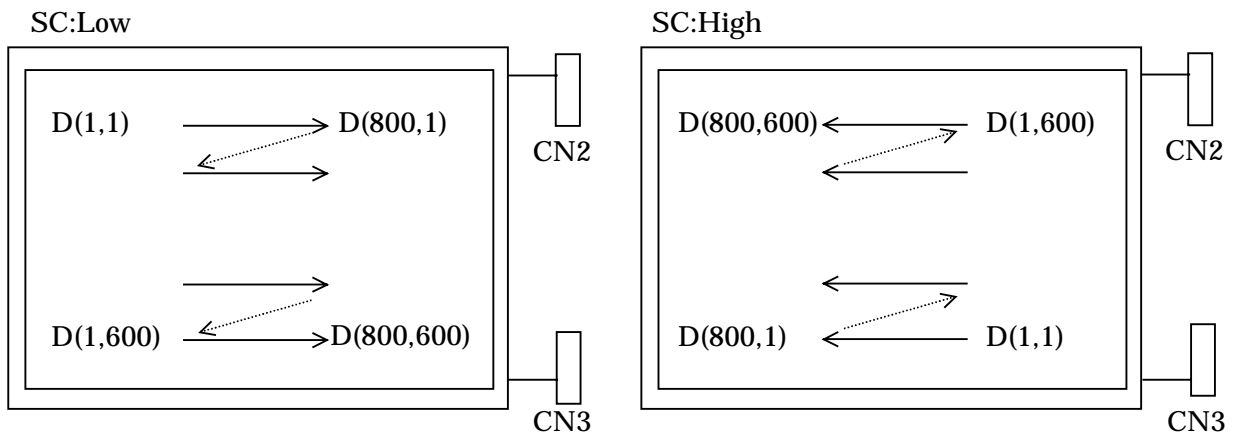 SC:Low
D(1,1)
D(800,1)
CN2
D(1,600)
D(800,600)
CN3
SC:High
D(800,600)
D(1,600)
CN2
D(800,1)
D(1,1)
CN3